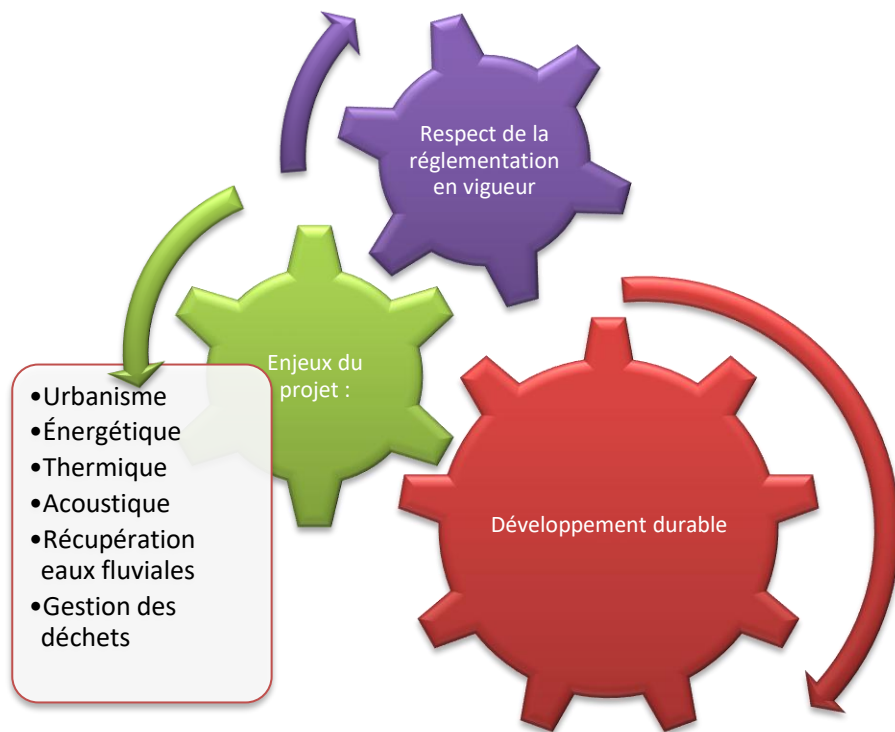 Respect de la
réglementation
en vigueur
Enjeux du
projet :
•Urbanisme
•Énergétique
•Thermique
•Acoustique
•Récupération
eaux fluviales
•Gestion des
déchets
Développement durable